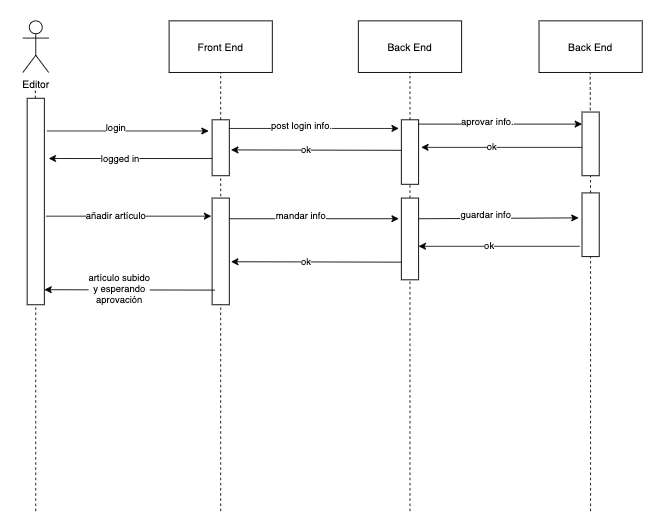 Front End
Back End
Back End
Editor
login
post login info.
aprovar info.
ok
ok
logged in
añadir artículo
mandar info
guardar info
ok
ok
artículo subido
y esperando
aprovación